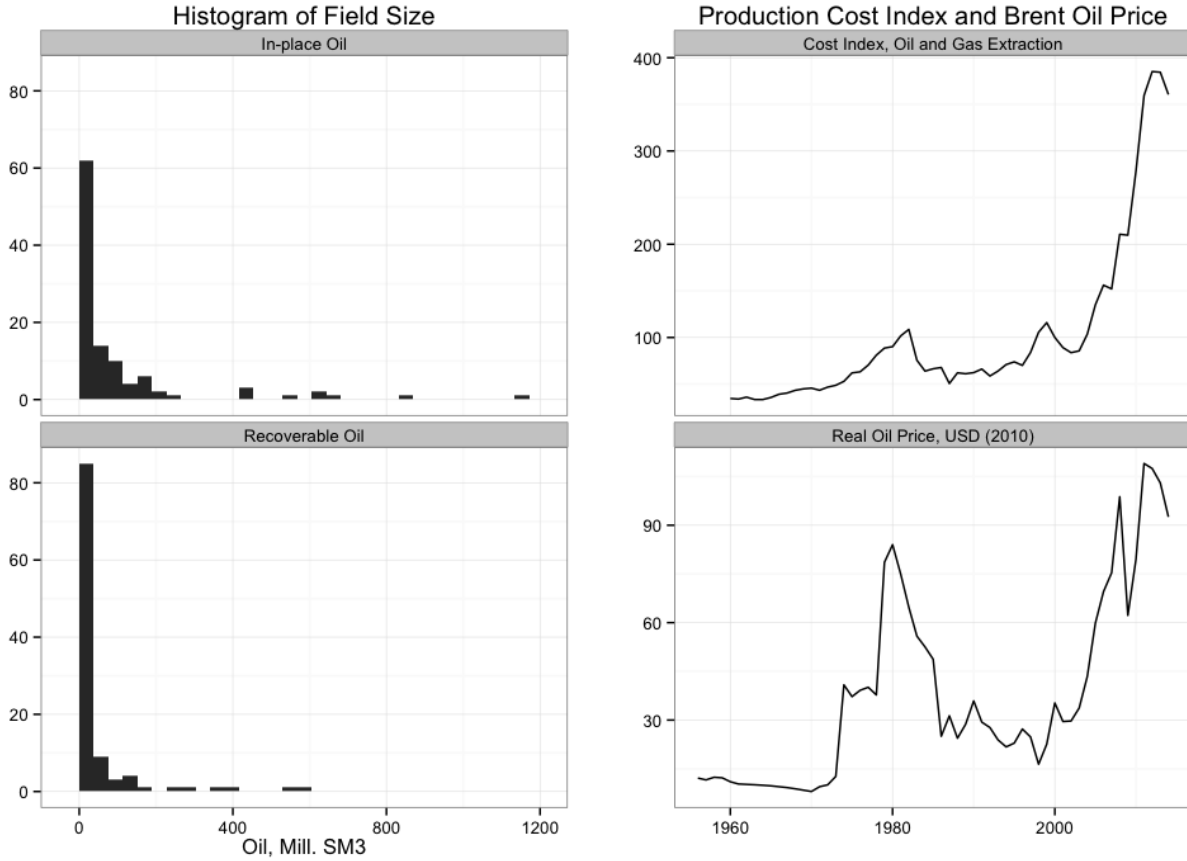 Histogram of Field Size
In-place Oil
80
60
40
20
0
Recoverable Oil
80
60
40
20
0
0 400 800 1200
Oil, Mill. SM3
Production Cost Index and Brent Oil Price
Cost Index, Oil and Gas Extraction
400
300
200
100
Real Oil Price, USD (2010)
90
60
30
1960 1980 2000